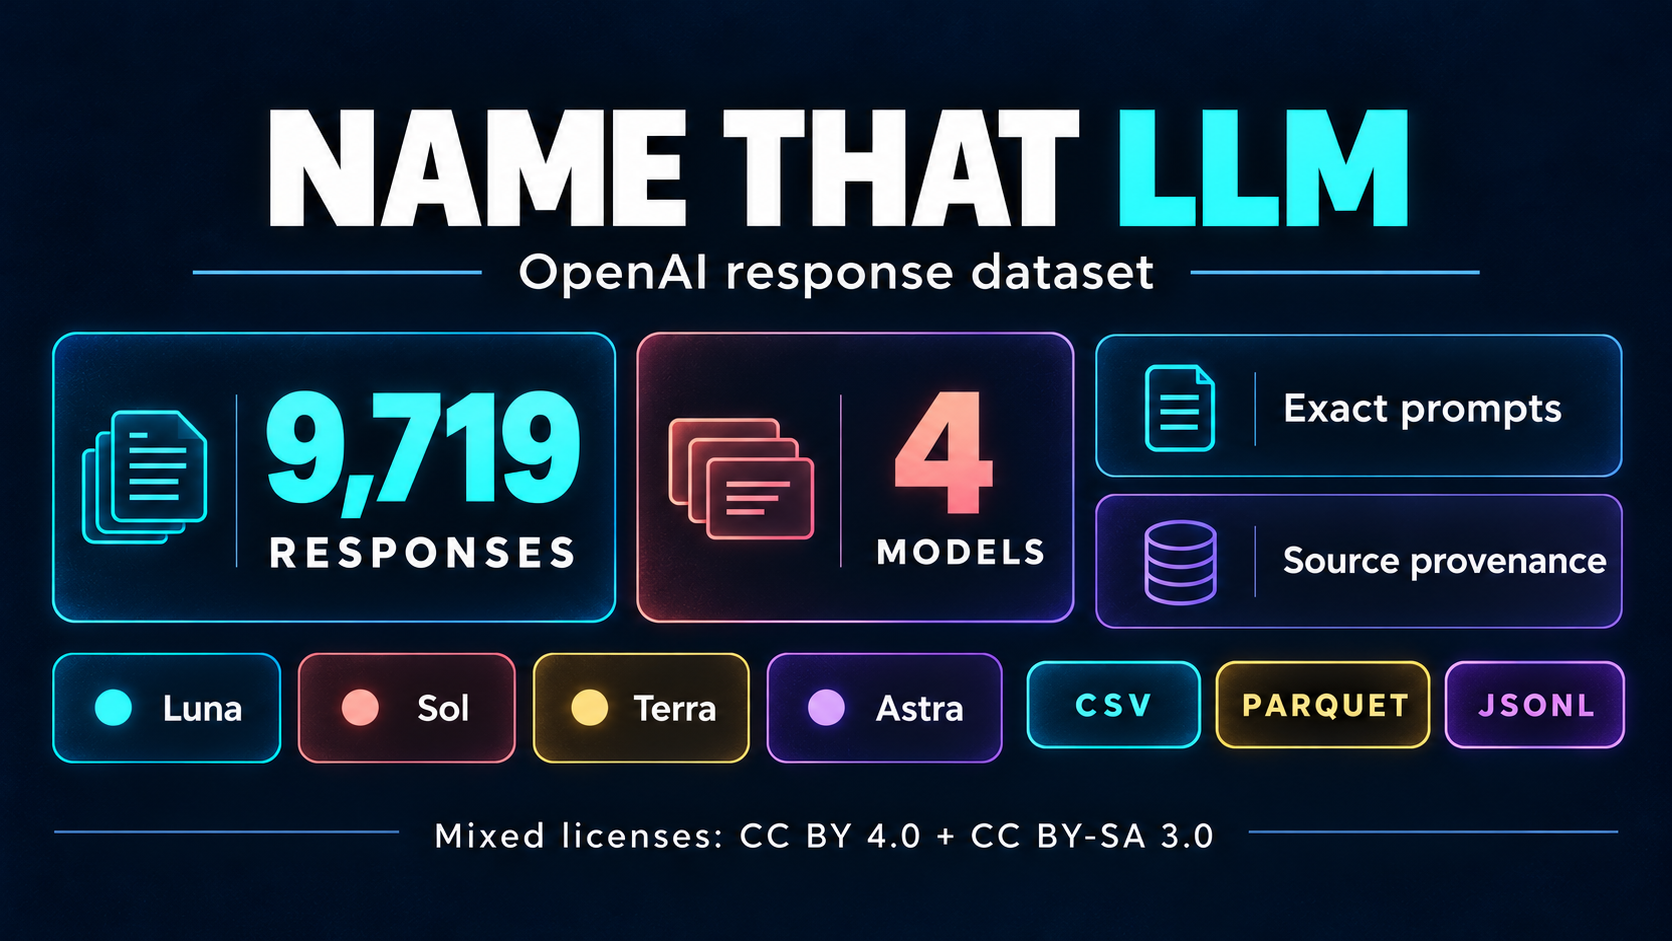 NAME THAT LLM
OpenAI response dataset
9,719
RESPONSES
4
MODELS
Exact prompts
Source provenance
Luna
Sol
Terra
Astra
CSV
PARQUET
JSONL
Mixed licenses: CC BY 4.0 + CC BY-SA 3.0